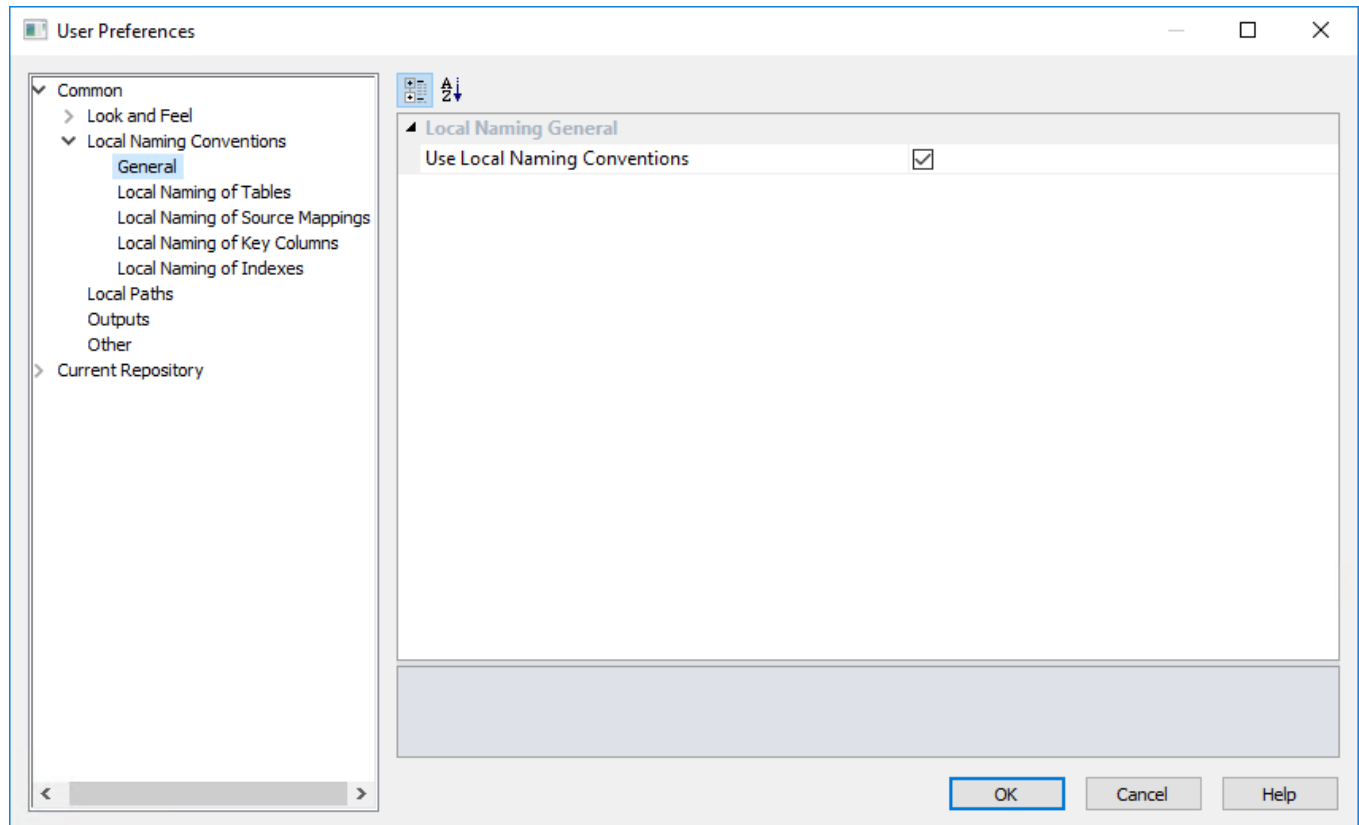 User Preferences
Common
Look and Feel
Local Naming Conventions
General
Local Naming of Tables
Local Naming of Source Mappings
Local Naming of Key Columns
Local Naming of Indexes
Local Paths
Outputs
Other
Current Repository
A
Z
Local Naming General
Use Local Naming Conventions
OK Cancel Help